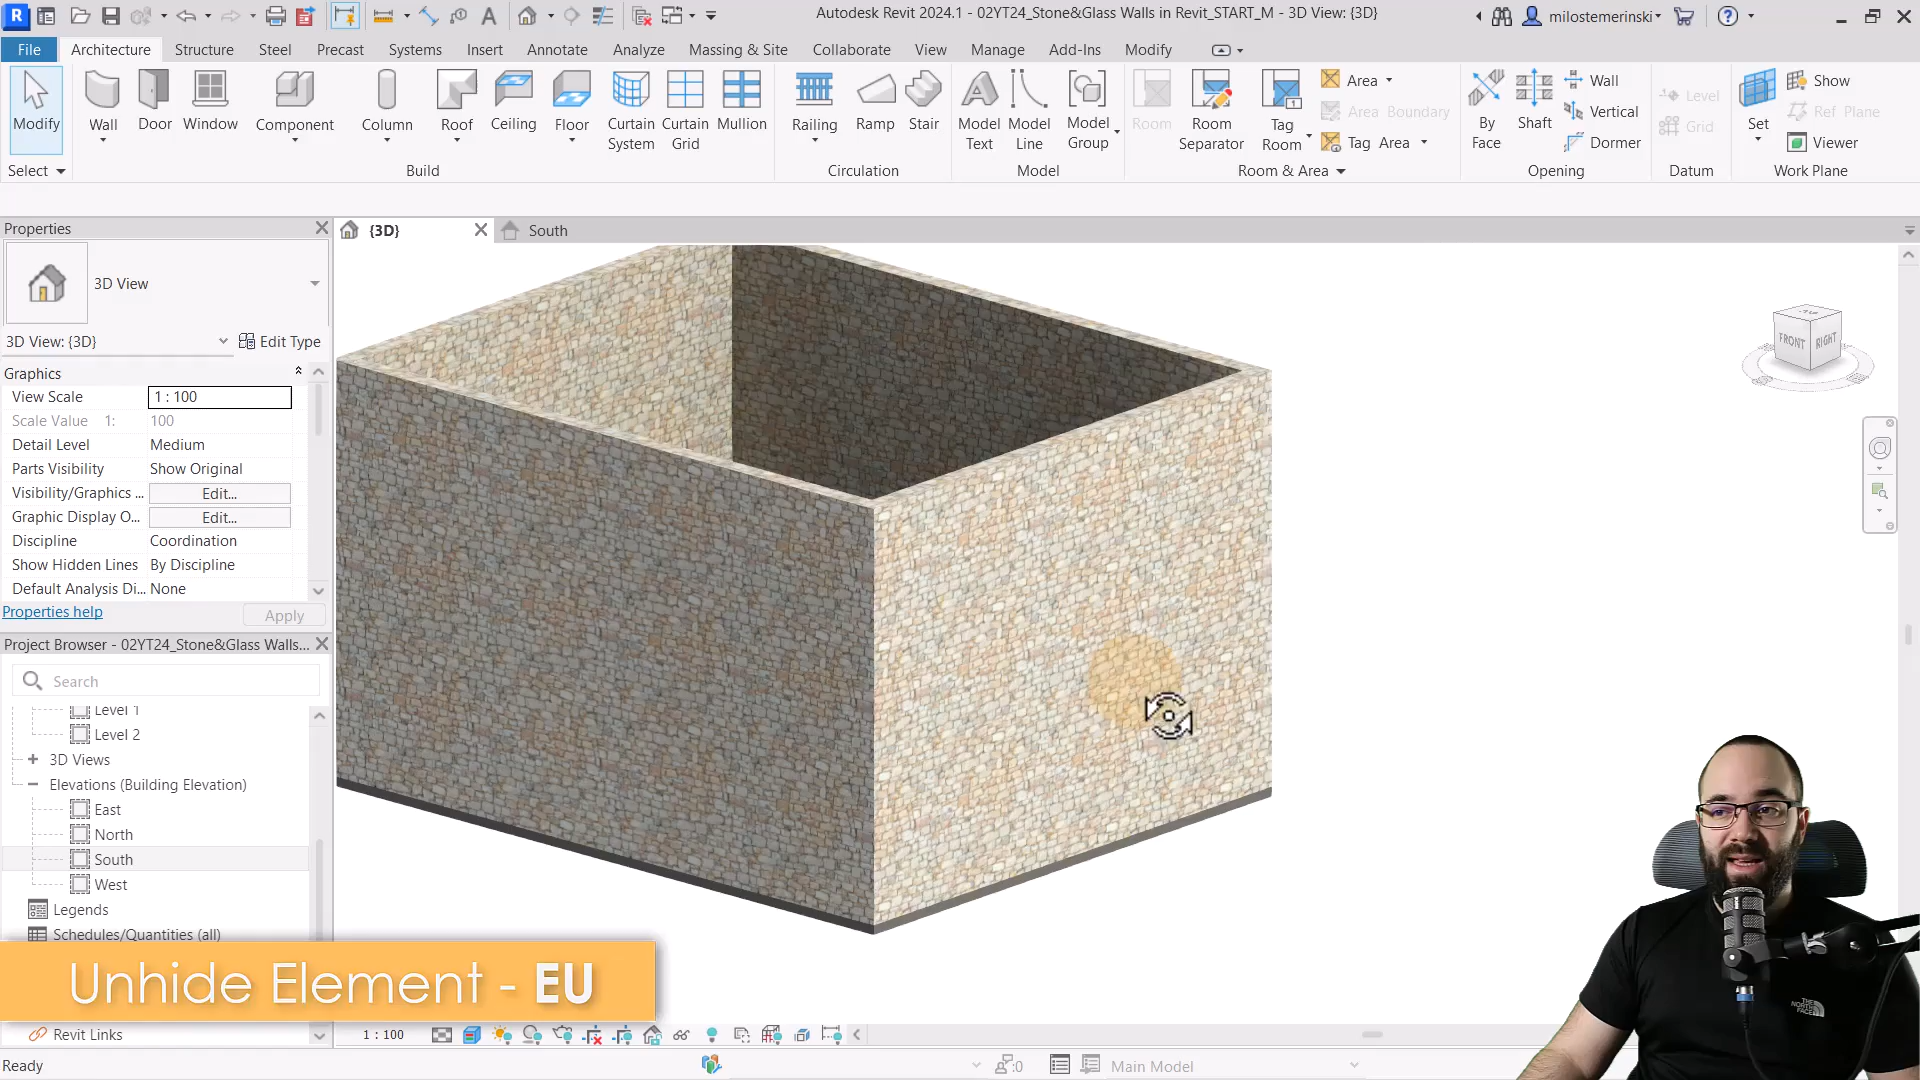 Autodesk Revit 2024.1 - 02YT24_Stone&Glass Walls in Revit_START_M - 3D View: {3D}
milostemerinski
File Architecture Structure Steel Precast Systems Insert Annotate Analyze Massing & Site Collaborate View Manage Add-Ins Modify
Modify
Wall
Door
Window
Component
Column
Roof
Ceiling
Floor
Curtain System
Curtain Grid
Mullion
Railing
Ramp
Stair
Model Text
Model Line
Model Group
Room
Room Separator
Tag Room
Area
Area Boundary
Tag Area
By Face
Shaft
Wall
Vertical
Dormer
Level
Grid
Set
Show
Ref Plane
Viewer
Select Build Circulation Model Room & Area Opening Datum Work Plane
Properties
{3D}
South
3D View
3D View: {3D} Edit Type
Graphics
View Scale 1 : 100
Scale Value 1: 100
Detail Level Medium
Parts Visibility Show Original
Visibility/Graphics ... Edit...
Graphic Display O... Edit...
Discipline Coordination
Show Hidden Lines By Discipline
Default Analysis Di... None
Properties help Apply
Project Browser - 02YT24_Stone&Glass Walls...
Search
Level 1
Level 2
3D Views
Elevations (Building Elevation)
East
North
South
West
Legends
Schedules/Quantities (all)
Unhide Element - EU
Revit Links
1 : 100
Ready
:0
Main Model
FRONT
RIGHT
THE NORTH FACE